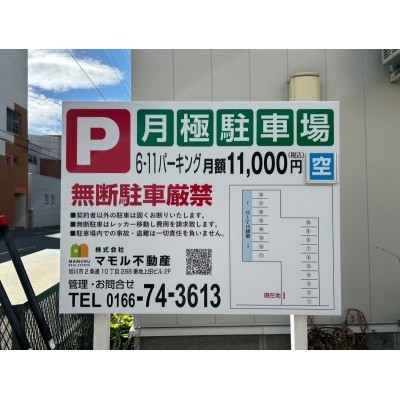 P 月極駐車場
6-11パーキング 月額11,000円(税込)
空
無断駐車厳禁
■契約者以外の駐車は固くお断りいたします。
■無断駐車はレッカー移動し費用を請求致します。
■駐車場内での事故・盗難は一切責任を負いません。
株式会社
マモル不動産
MAMORU
REAL ESTATE
旭川市2条通10丁目288番地上田ビル2F
管理・お問合せ
TEL 0166-74-3613
現在地